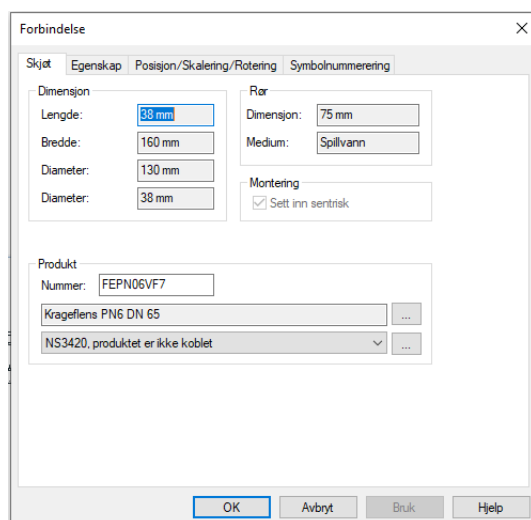 Forbindelse
Skjøt Egenskap Posisjon/Skalering/Rotering Symbolnummerering
Dimensjon
Lengde: 38 mm
Bredde: 160 mm
Diameter: 130 mm
Diameter: 38 mm
Rør
Dimensjon: 75 mm
Medium: Spillvann
Montering
Sett inn sentrisk
Produkt
Nummer: FEPN06VF7
Krageflens PN6 DN 65
...
NS3420, produktet er ikke koblet
...
OK Avbryt Bruk Hjelp